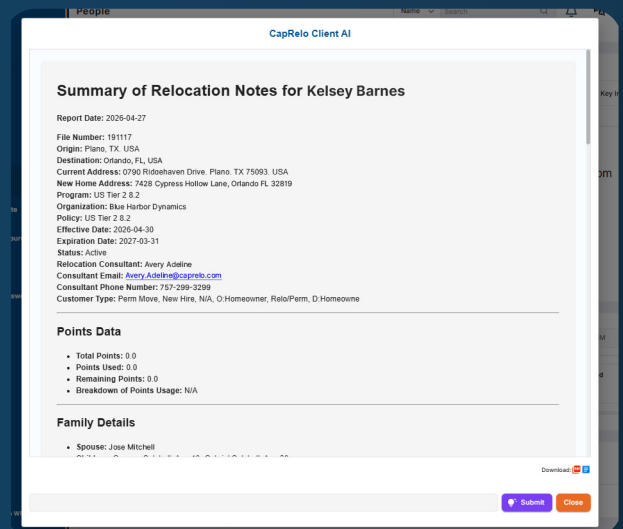 People
Name
Search
CapRelo Client AI
Summary of Relocation Notes for Kelsey Barnes
Key In
Report Date: 2026-04-27
File Number: 191117
Origin: Plano, TX. USA
Destination: Orlando, FL, USA
Current Address: 0790 Ridoehaven Drive. Plano. TX 75093. USA
New Home Address: 7428 Cypress Hollow Lane, Orlando FL 32819
Program: US Tier 2 8.2
Organization: Blue Harbor Dynamics
Policy: US Tier 2 8.2
Effective Date: 2026-04-30
Expiration Date: 2027-03-31
Status: Active
Relocation Consultant: Avery Adeline
Consultant Email: Avery.Adeline@caprelo.com
Consultant Phone Number: 757-299-3299
Customer Type: Perm Move, New Hire, N/A, O:Homeowner, Relo/Perm, D:Homeowne
Points Data
• Total Points: 0.0
• Points Used: 0.0
• Remaining Points: 0.0
• Breakdown of Points Usage: N/A
Family Details
• Spouse: Jose Mitchell
Download:
Submit
Close